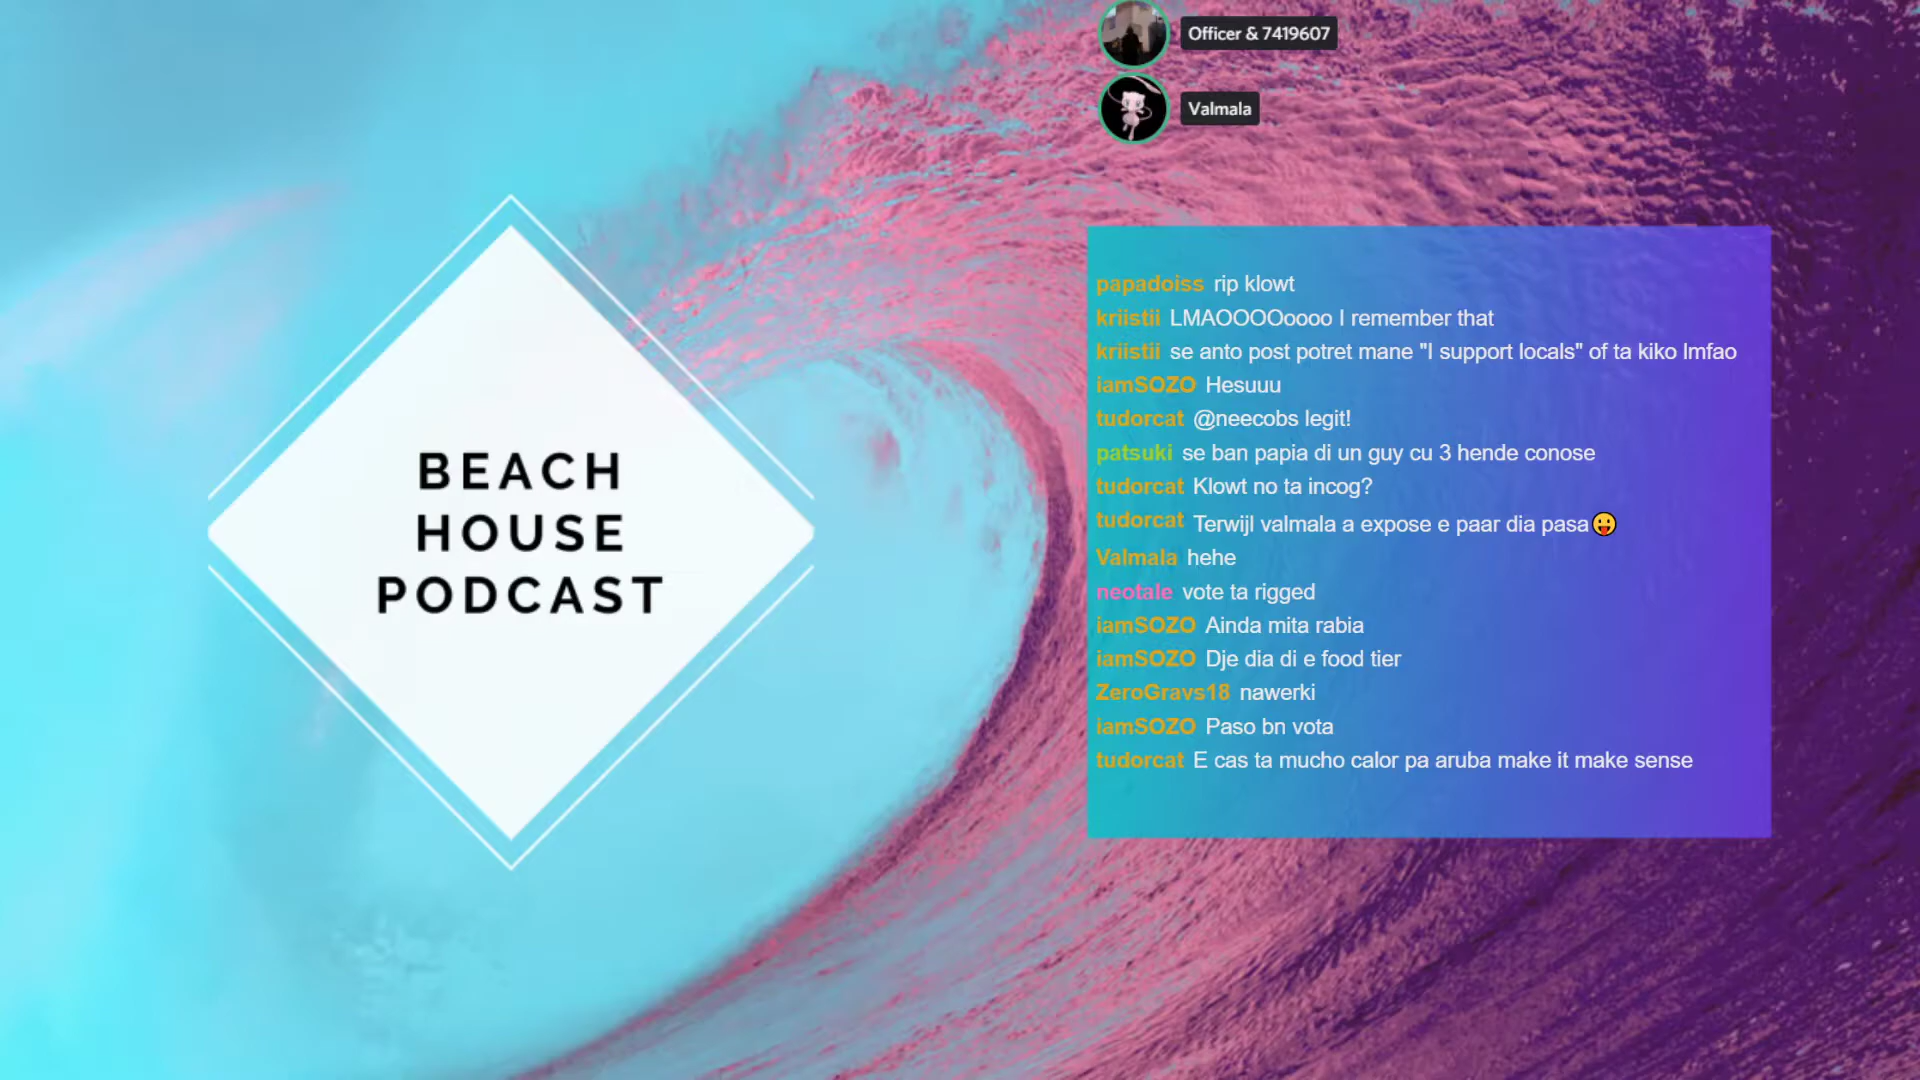 Officer & 7419607
Valmala
BEACH
HOUSE
PODCAST
papadoiss rip klowt
kriistii LMAOOOOoooo I remember that
kriistii se anto post potret mane "I support locals" of ta kiko lmfao
iamSOZO Hesuuu
tudorcat @neecobs legit!
patsuki se ban papia di un guy cu 3 hende conose
tudorcat Klowt no ta incog?
tudorcat Terwijl valmala a expose e paar dia pasa😛
Valmala hehe
neotale vote ta rigged
iamSOZO Ainda mita rabia
iamSOZO Dje dia di e food tier
ZeroGravs18 nawerki
iamSOZO Paso bn vota
tudorcat E cas ta mucho calor pa aruba make it make sense